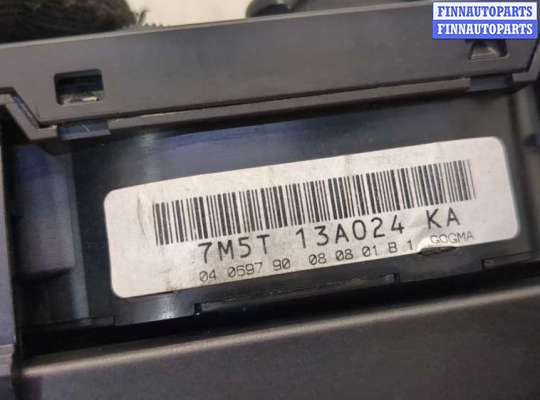 FINNAUTOPARTS
FINNAUTOPARTS
7M5T 13A024 KA
04 0597 90 08 08 01 B 1 GOGMA